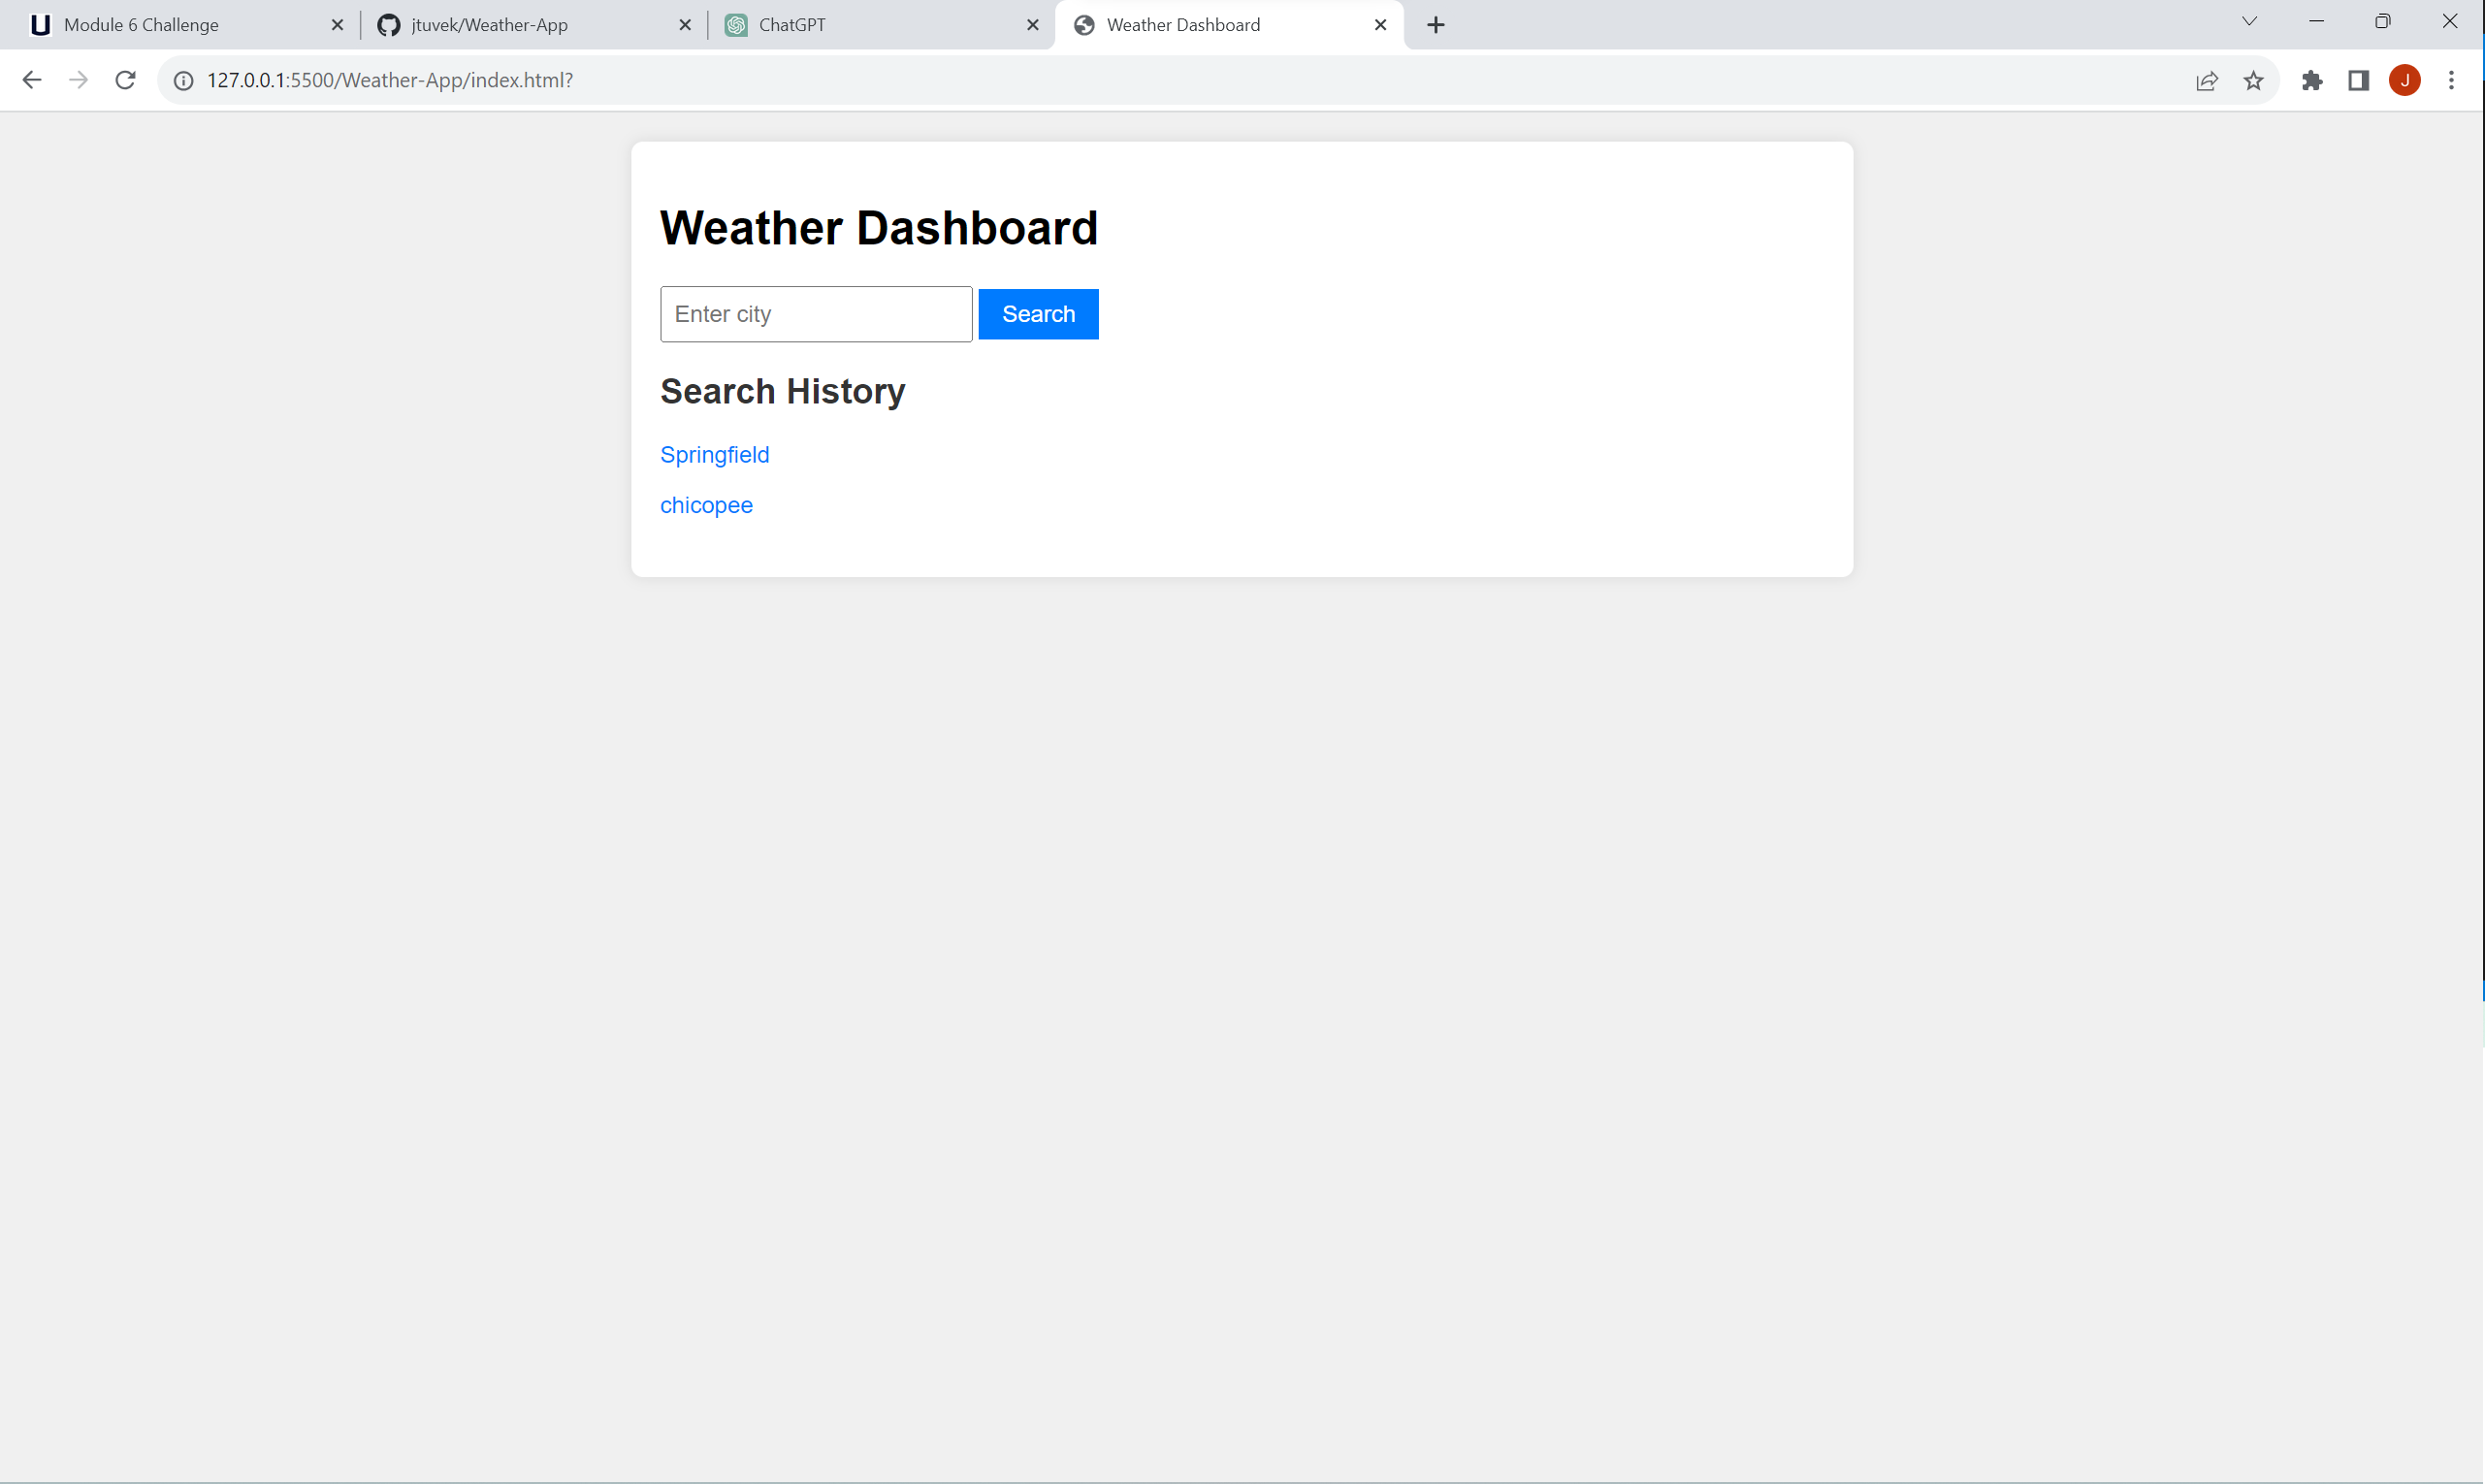 U Module 6 Challenge
jtuvek/Weather-App
ChatGPT
Weather Dashboard
127.0.0.1:5500/Weather-App/index.html?
J
Weather Dashboard
Enter city
Search
Search History
Springfield
chicopee